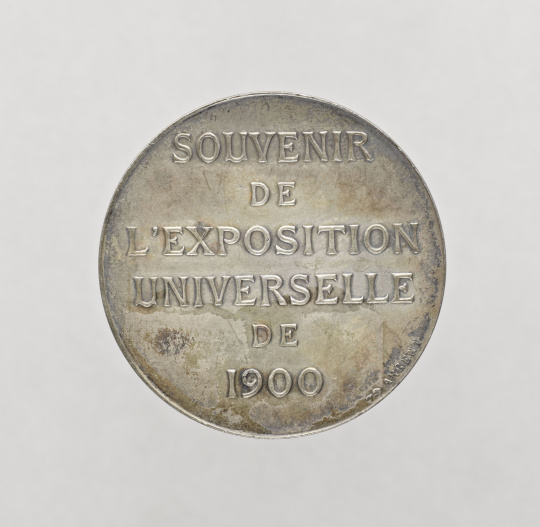 SOUVENIR
DE
L'EXPOSITION
UNIVERSELLE
DE
1900